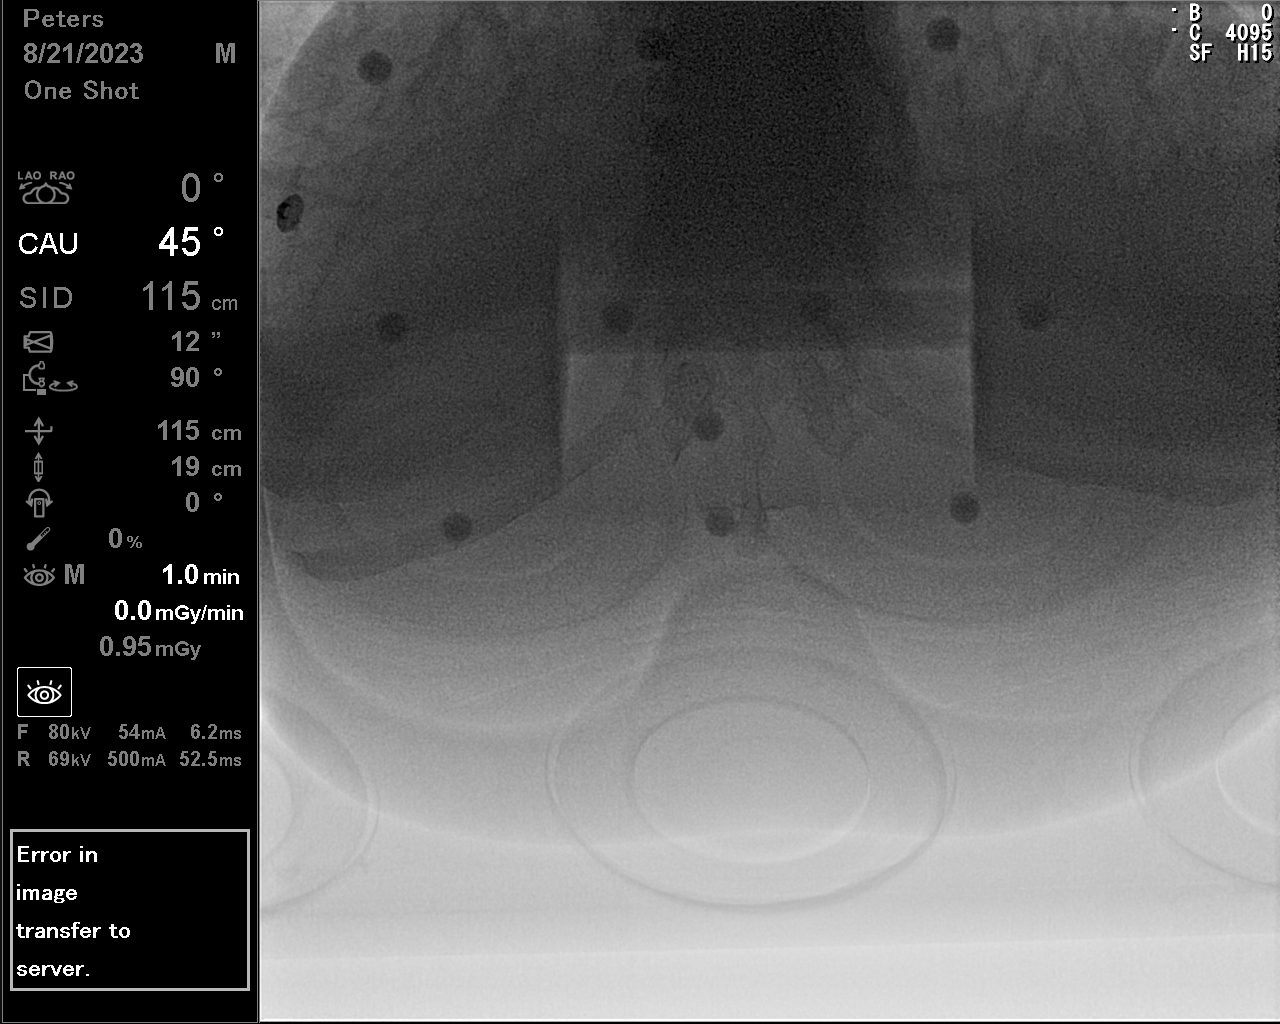 Peters
8/21/2023 M
One Shot
LAO RAO
0 °
CAU 45 °
SID 115 cm
12 ”
90 °
115 cm
19 cm
0 °
0 %
M 1.0 min
0.0 mGy/min
0.95 mGy
F 80kV 54mA 6.2ms
R 69kV 500mA 52.5ms
Error in
image
transfer to
server.
- B 0
- C 4095
SF H15